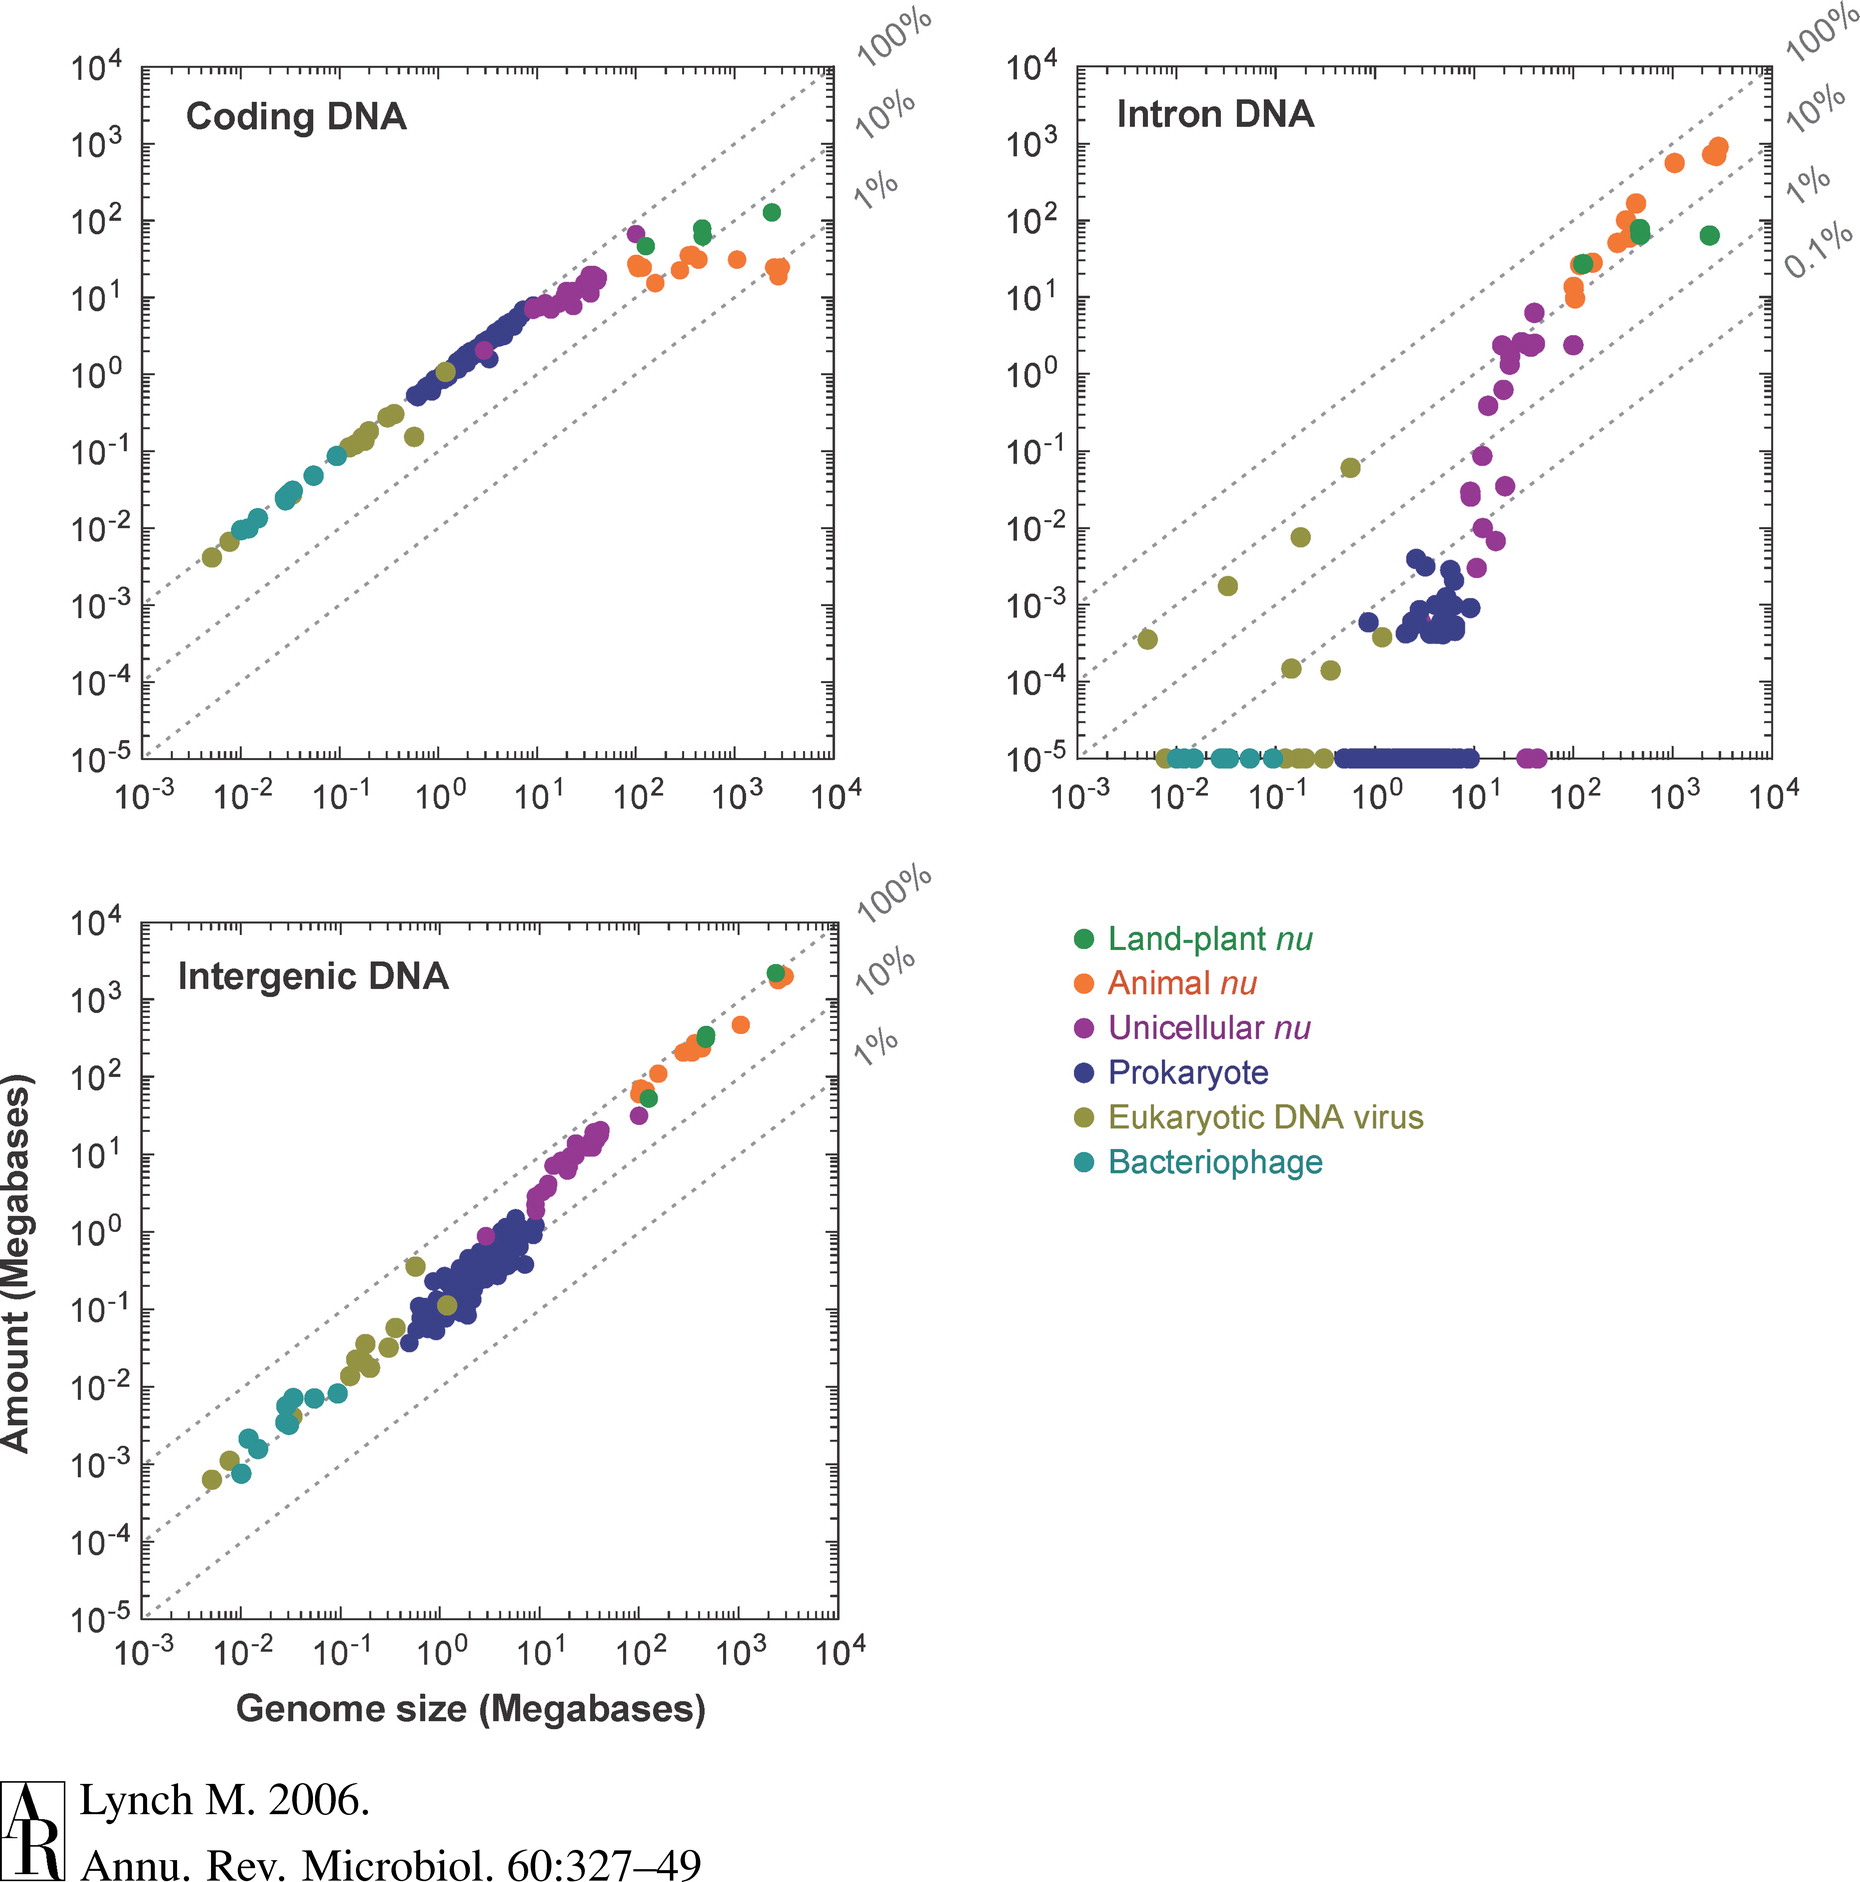 Coding DNA
10^4
10^3
10^2
10^1
10^0
10^-1
10^-2
10^-3
10^-4
10^-5
10^-3 10^-2 10^-1 10^0 10^1 10^2 10^3 10^4
100%
10%
1%
Intron DNA
10^4
10^3
10^2
10^1
10^0
10^-1
10^-2
10^-3
10^-4
10^-5
10^-3 10^-2 10^-1 10^0 10^1 10^2 10^3 10^4
100%
10%
1%
0.1%
Intergenic DNA
10^4
10^3
10^2
10^1
10^0
10^-1
10^-2
10^-3
10^-4
10^-5
10^-3 10^-2 10^-1 10^0 10^1 10^2 10^3 10^4
100%
10%
1%
Amount (Megabases)
Genome size (Megabases)
Land-plant nu
Animal nu
Unicellular nu
Prokaryote
Eukaryotic DNA virus
Bacteriophage
AR
Lynch M. 2006.
Annu. Rev. Microbiol. 60:327–49